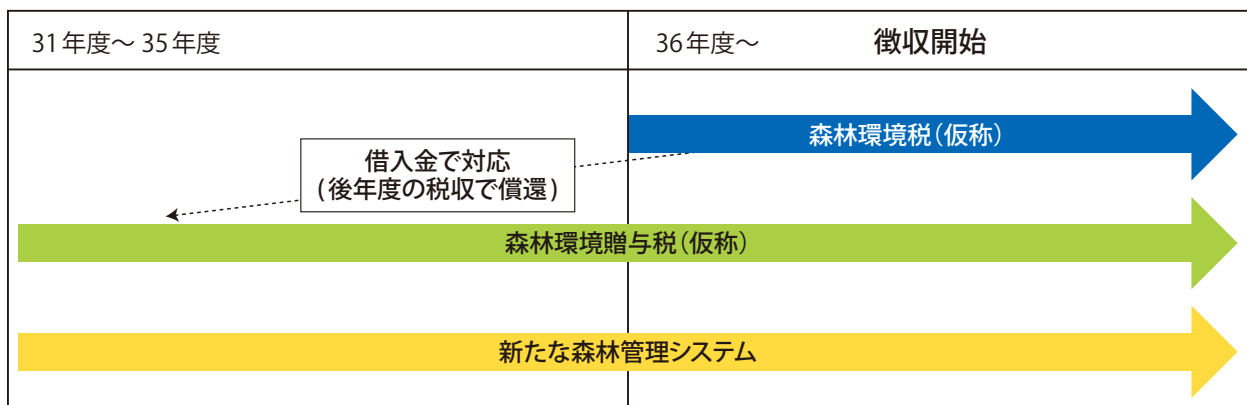 31年度～35年度
36年度～ 徴収開始
森林環境税（仮称）
借入金で対応
（後年度の税収で償還）
森林環境贈与税（仮称）
新たな森林管理システム